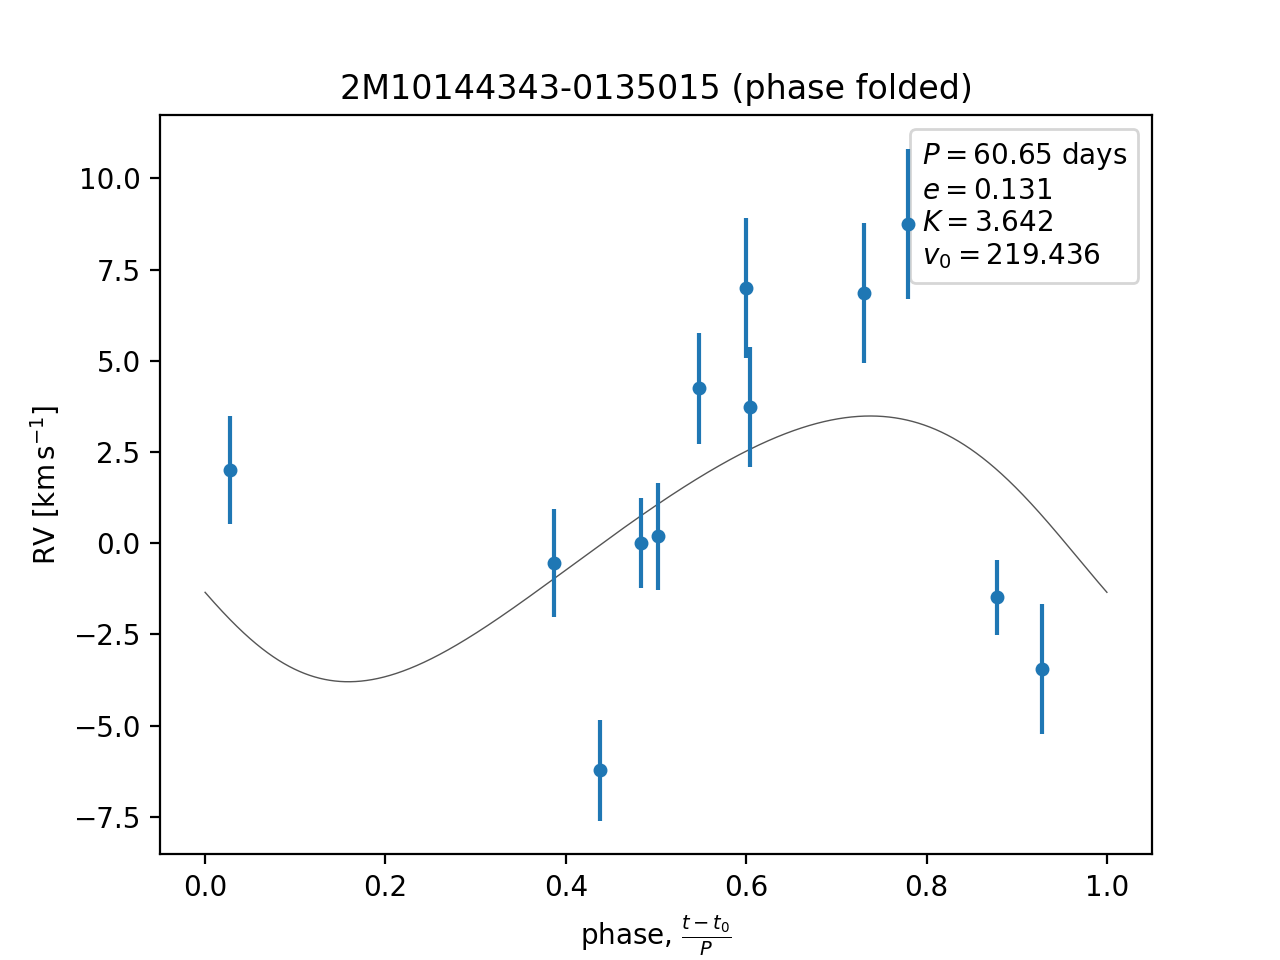 2M10144343-0135015 (phase folded)
P = 60.65 days
e = 0.131
K = 3.642
v₀ = 219.436
10.0
7.5
5.0
2.5
0.0
−2.5
−5.0
−7.5
RV [km s⁻¹]
0.0 0.2 0.4 0.6 0.8 1.0
phase, (t − t₀)/P